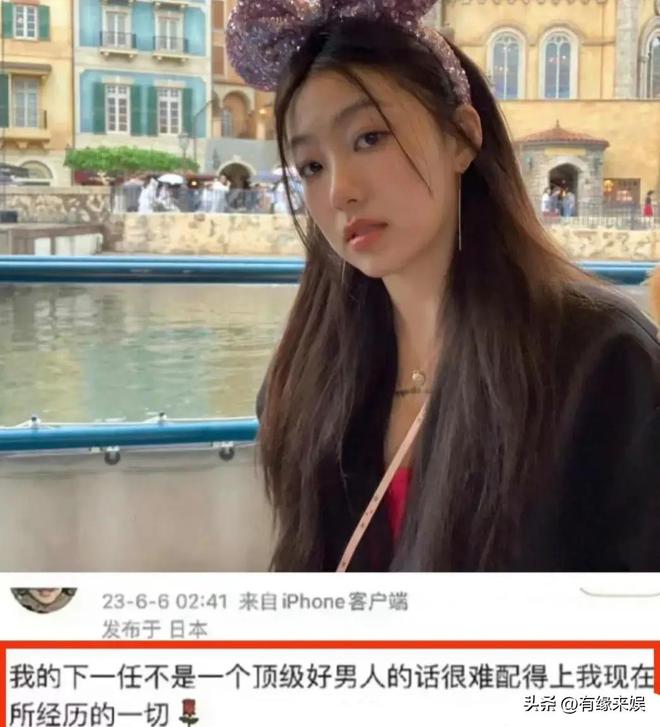 23-6-6 02:41 来自iPhone客户端
发布于 日本
我的下一任不是一个顶级好男人的话很难配得上我现在
所经历的一切🌹
头条 @有缘来娱